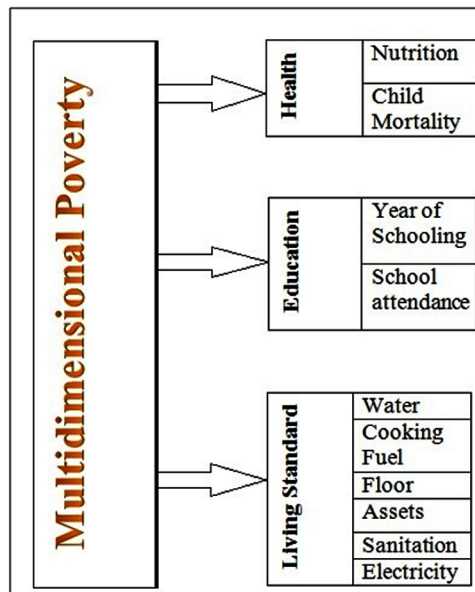 Multidimensional Poverty
Health
Nutrition
Child
Mortality
Education
Year of
Schooling
School
attendance
Living Standard
Water
Cooking
Fuel
Floor
Assets
Sanitation
Electricity